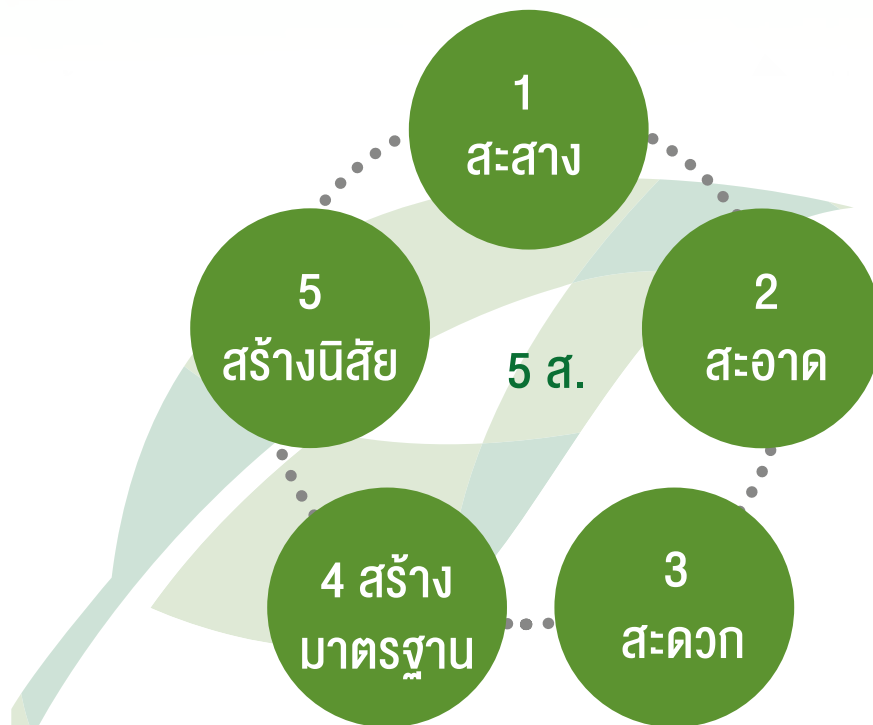 1
สะสาง
2
สะอาด
3
สะดวก
4 สร้าง
มาตรฐาน
5
สร้างนิสัย
5 ส.